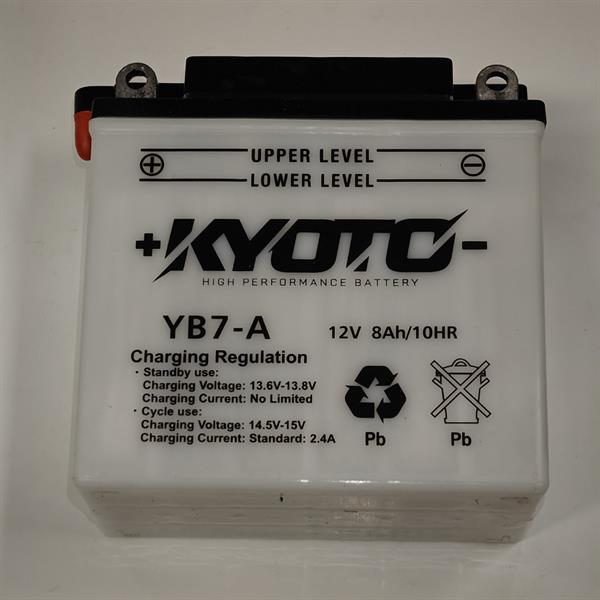 UPPER LEVEL
LOWER LEVEL
+KYOTO-
HIGH PERFORMANCE BATTERY
YB7-A 12V 8Ah/10HR
Charging Regulation
· Standby use:
Charging Voltage: 13.6V-13.8V
Charging Current: No Limited
· Cycle use:
Charging Voltage: 14.5V-15V
Charging Current: Standard: 2.4A
Pb Pb